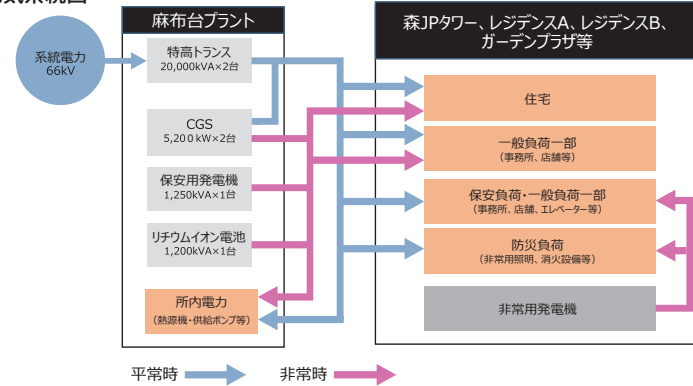 系統電力
66kV
麻布台プラント
特高トランス
20,000kVA×2台
CGS
5,200kW×2台
保安用発電機
1,250kVA×1台
リチウムイオン電池
1,200kVA×1台
所内電力
(熱源機・供給ポンプ等)
森JPタワー、レジデンスA、レジデンスB、
ガーデンプラザ等
住宅
一般負荷一部
(事務所、店舗等)
保安負荷・一般負荷一部
(事務所、店舗、エレベーター等)
防災負荷
(非常用照明、消火設備等)
非常用発電機
平常時
非常時